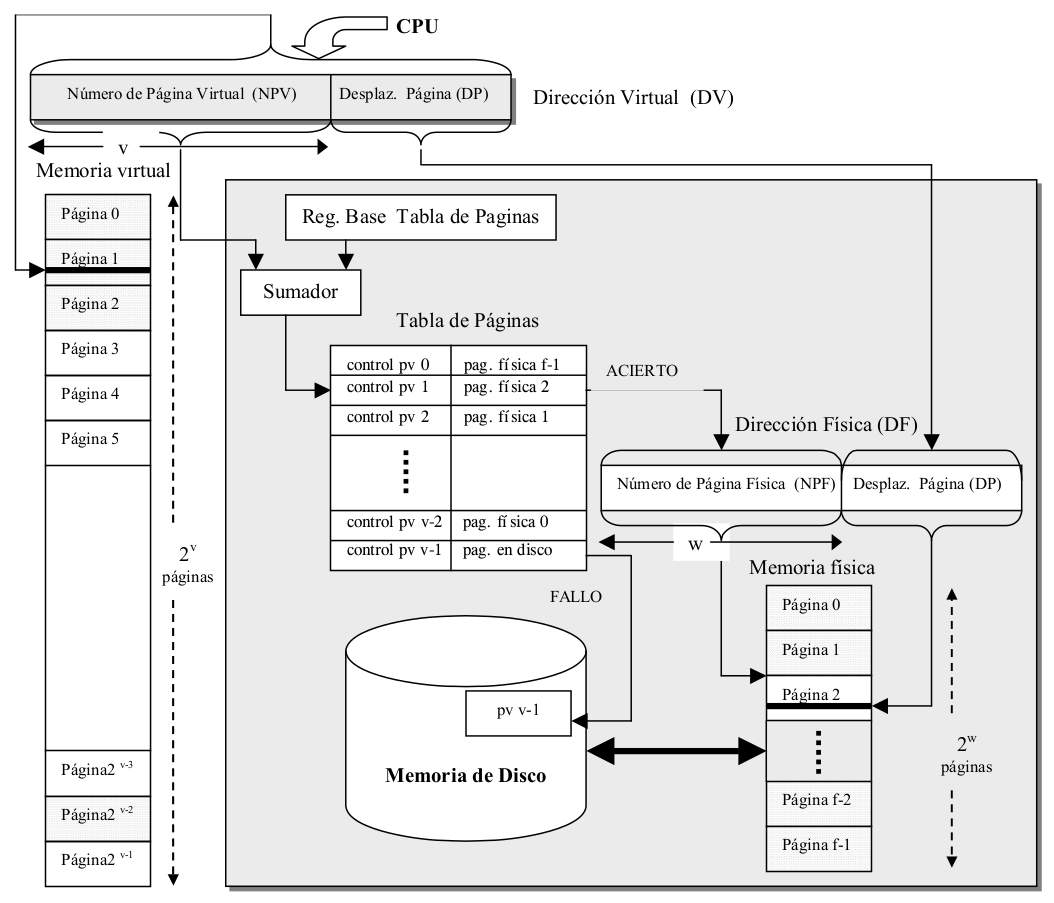 CPU
Número de Página Virtual (NPV)
Desplaz. Página (DP)
Dirección Virtual (DV)
v
Memoria virtual
Página 0
Página 1
Página 2
Página 3
Página 4
Página 5
Página2 v-3
Página2 v-2
Página2 v-1
2v
páginas
Reg. Base Tabla de Paginas
Sumador
Tabla de Páginas
control pv 0 pag. física f-1
control pv 1 pag. física 2
control pv 2 pag. física 1
control pv v-2 pag. física 0
control pv v-1 pag. en disco
ACIERTO
FALLO
Dirección Física (DF)
Número de Página Física (NPF)
Desplaz. Página (DP)
w
Memoria física
Página 0
Página 1
Página 2
Página f-2
Página f-1
2w
páginas
pv v-1
Memoria de Disco